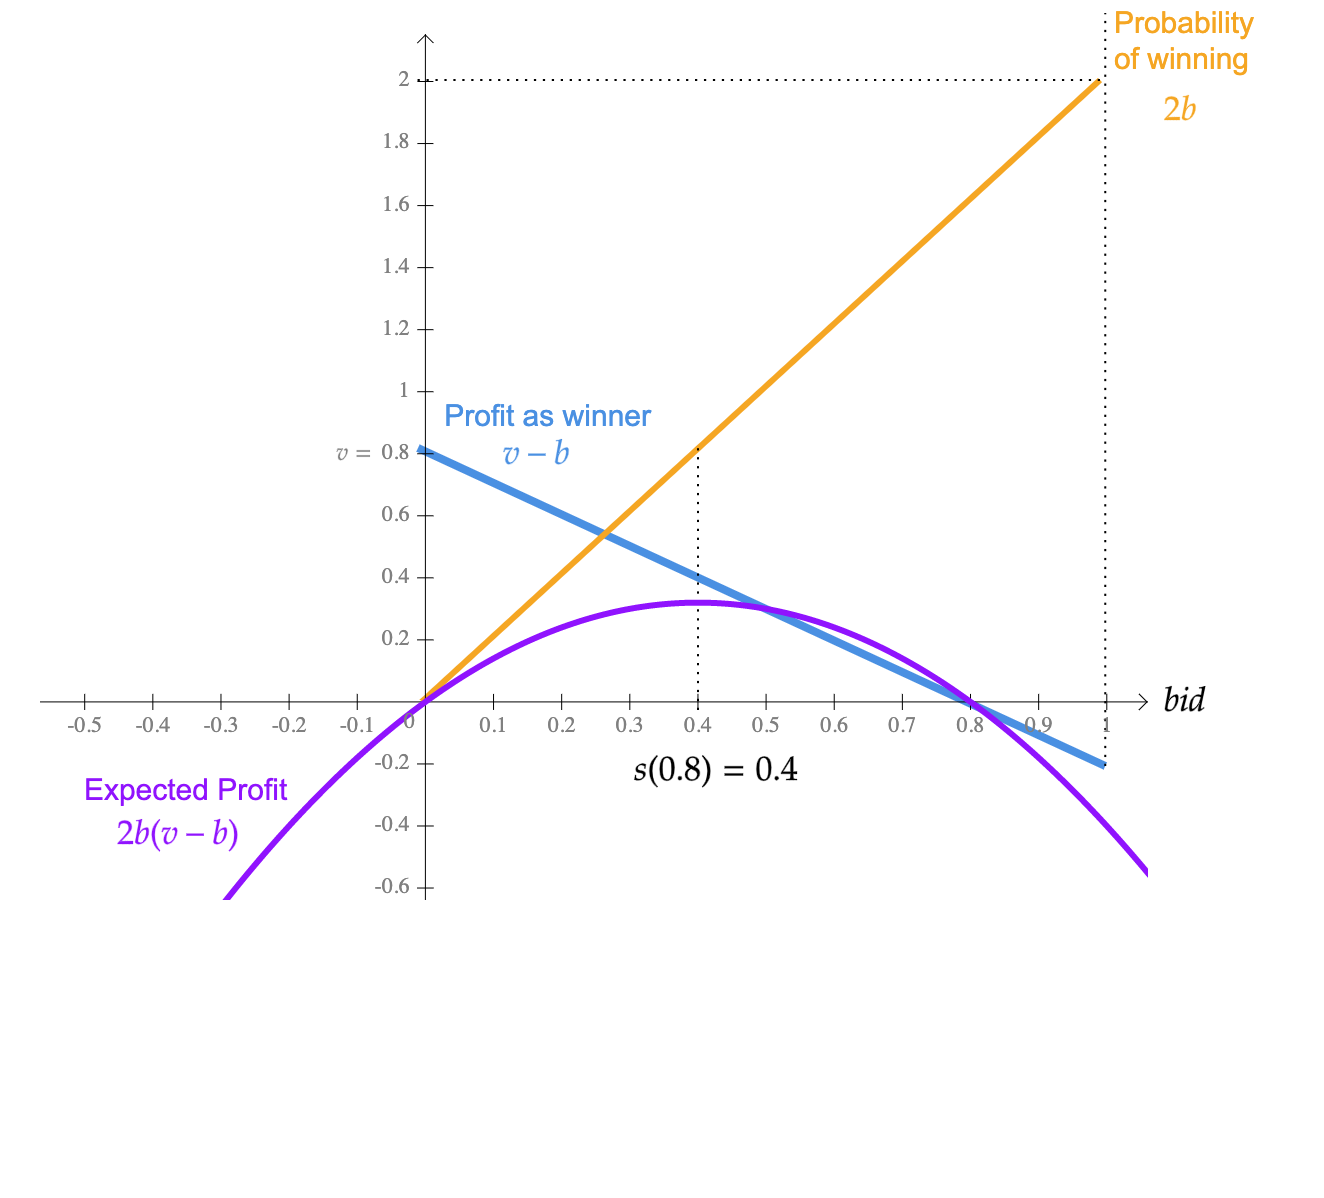 Probability
of winning
2b
2
1.8
1.6
1.4
1.2
1
Profit as winner
v − b
v = 0.8
0.6
0.4
0.2
bid
-0.5 -0.4 -0.3 -0.2 -0.1 0 0.1 0.2 0.3 0.4 0.5 0.6 0.7 0.8 0.9 1
-0.2
s(0.8) = 0.4
Expected Profit
2b(v − b)
-0.4
-0.6